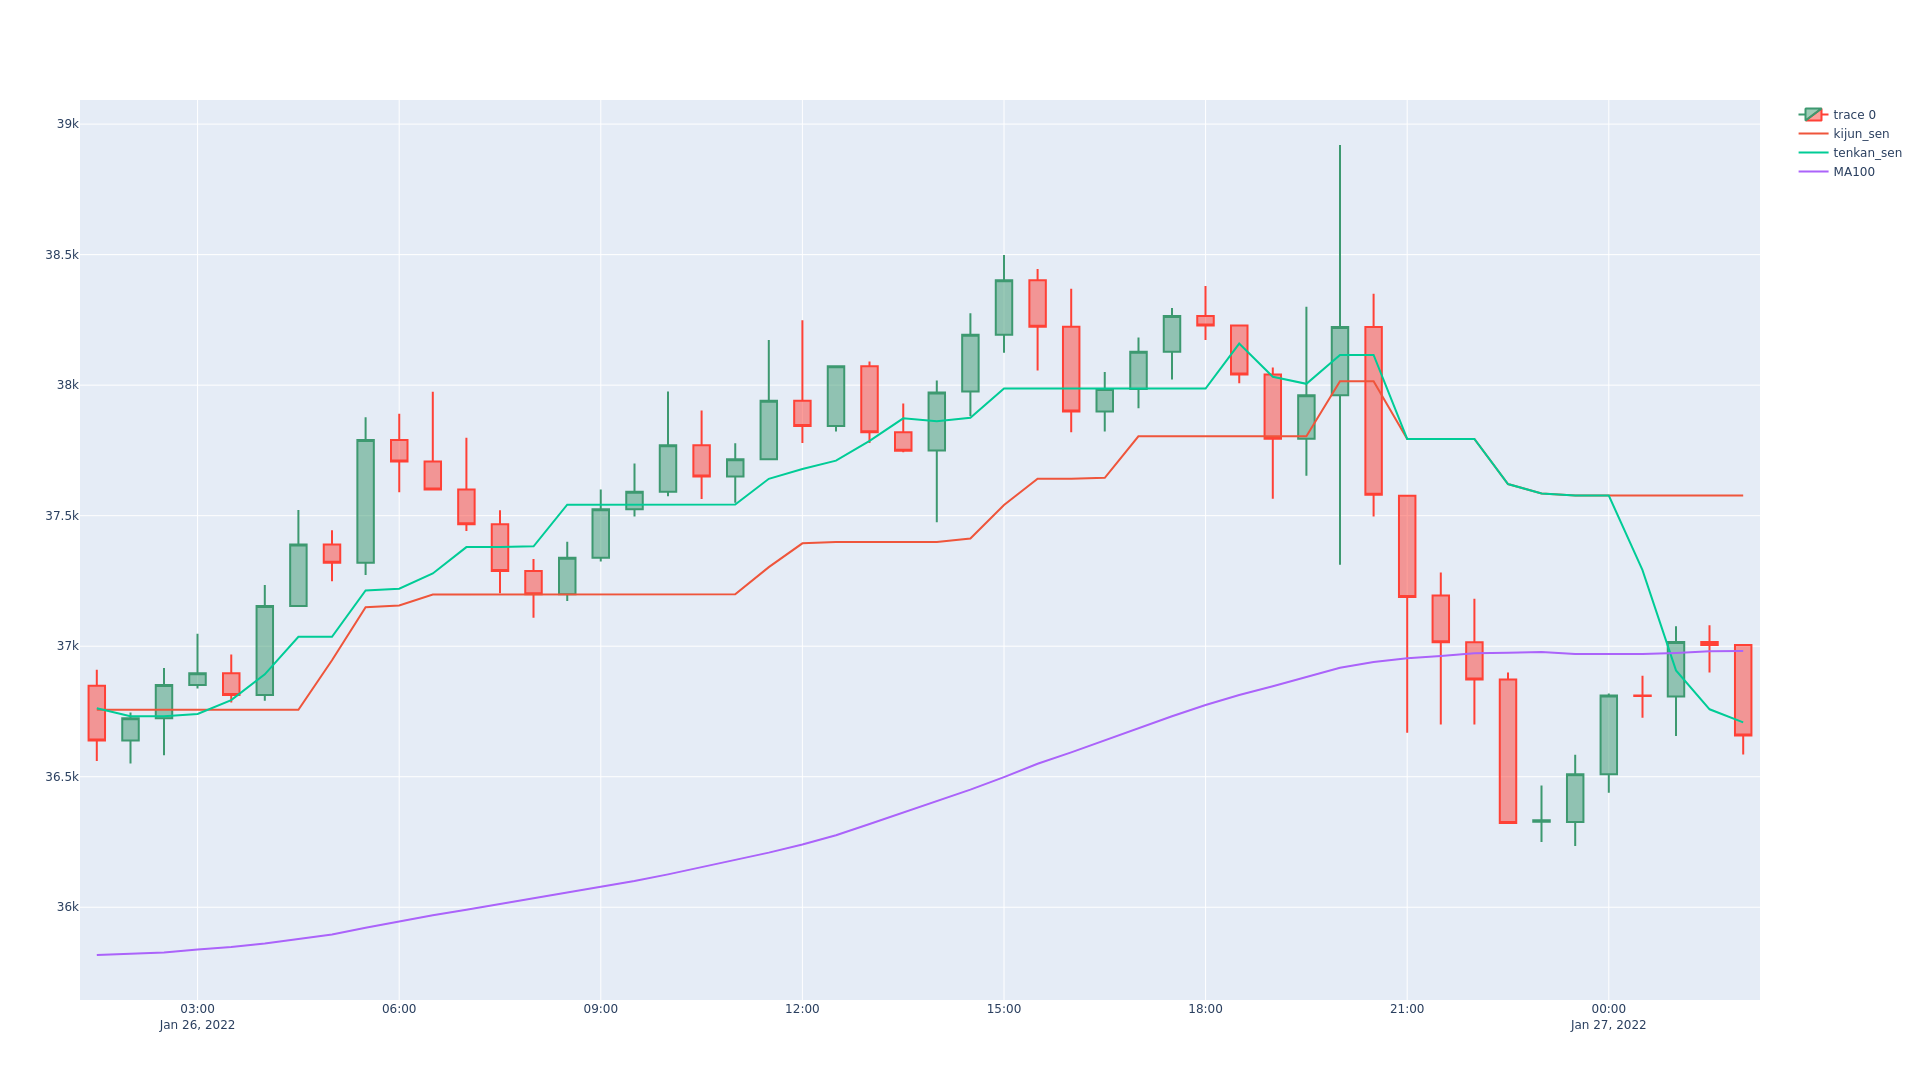 39k
38.5k
38k
37.5k
37k
36.5k
36k
03:00
Jan 26, 2022
06:00
09:00
12:00
15:00
18:00
21:00
00:00
Jan 27, 2022
trace 0
kijun_sen
tenkan_sen
MA100